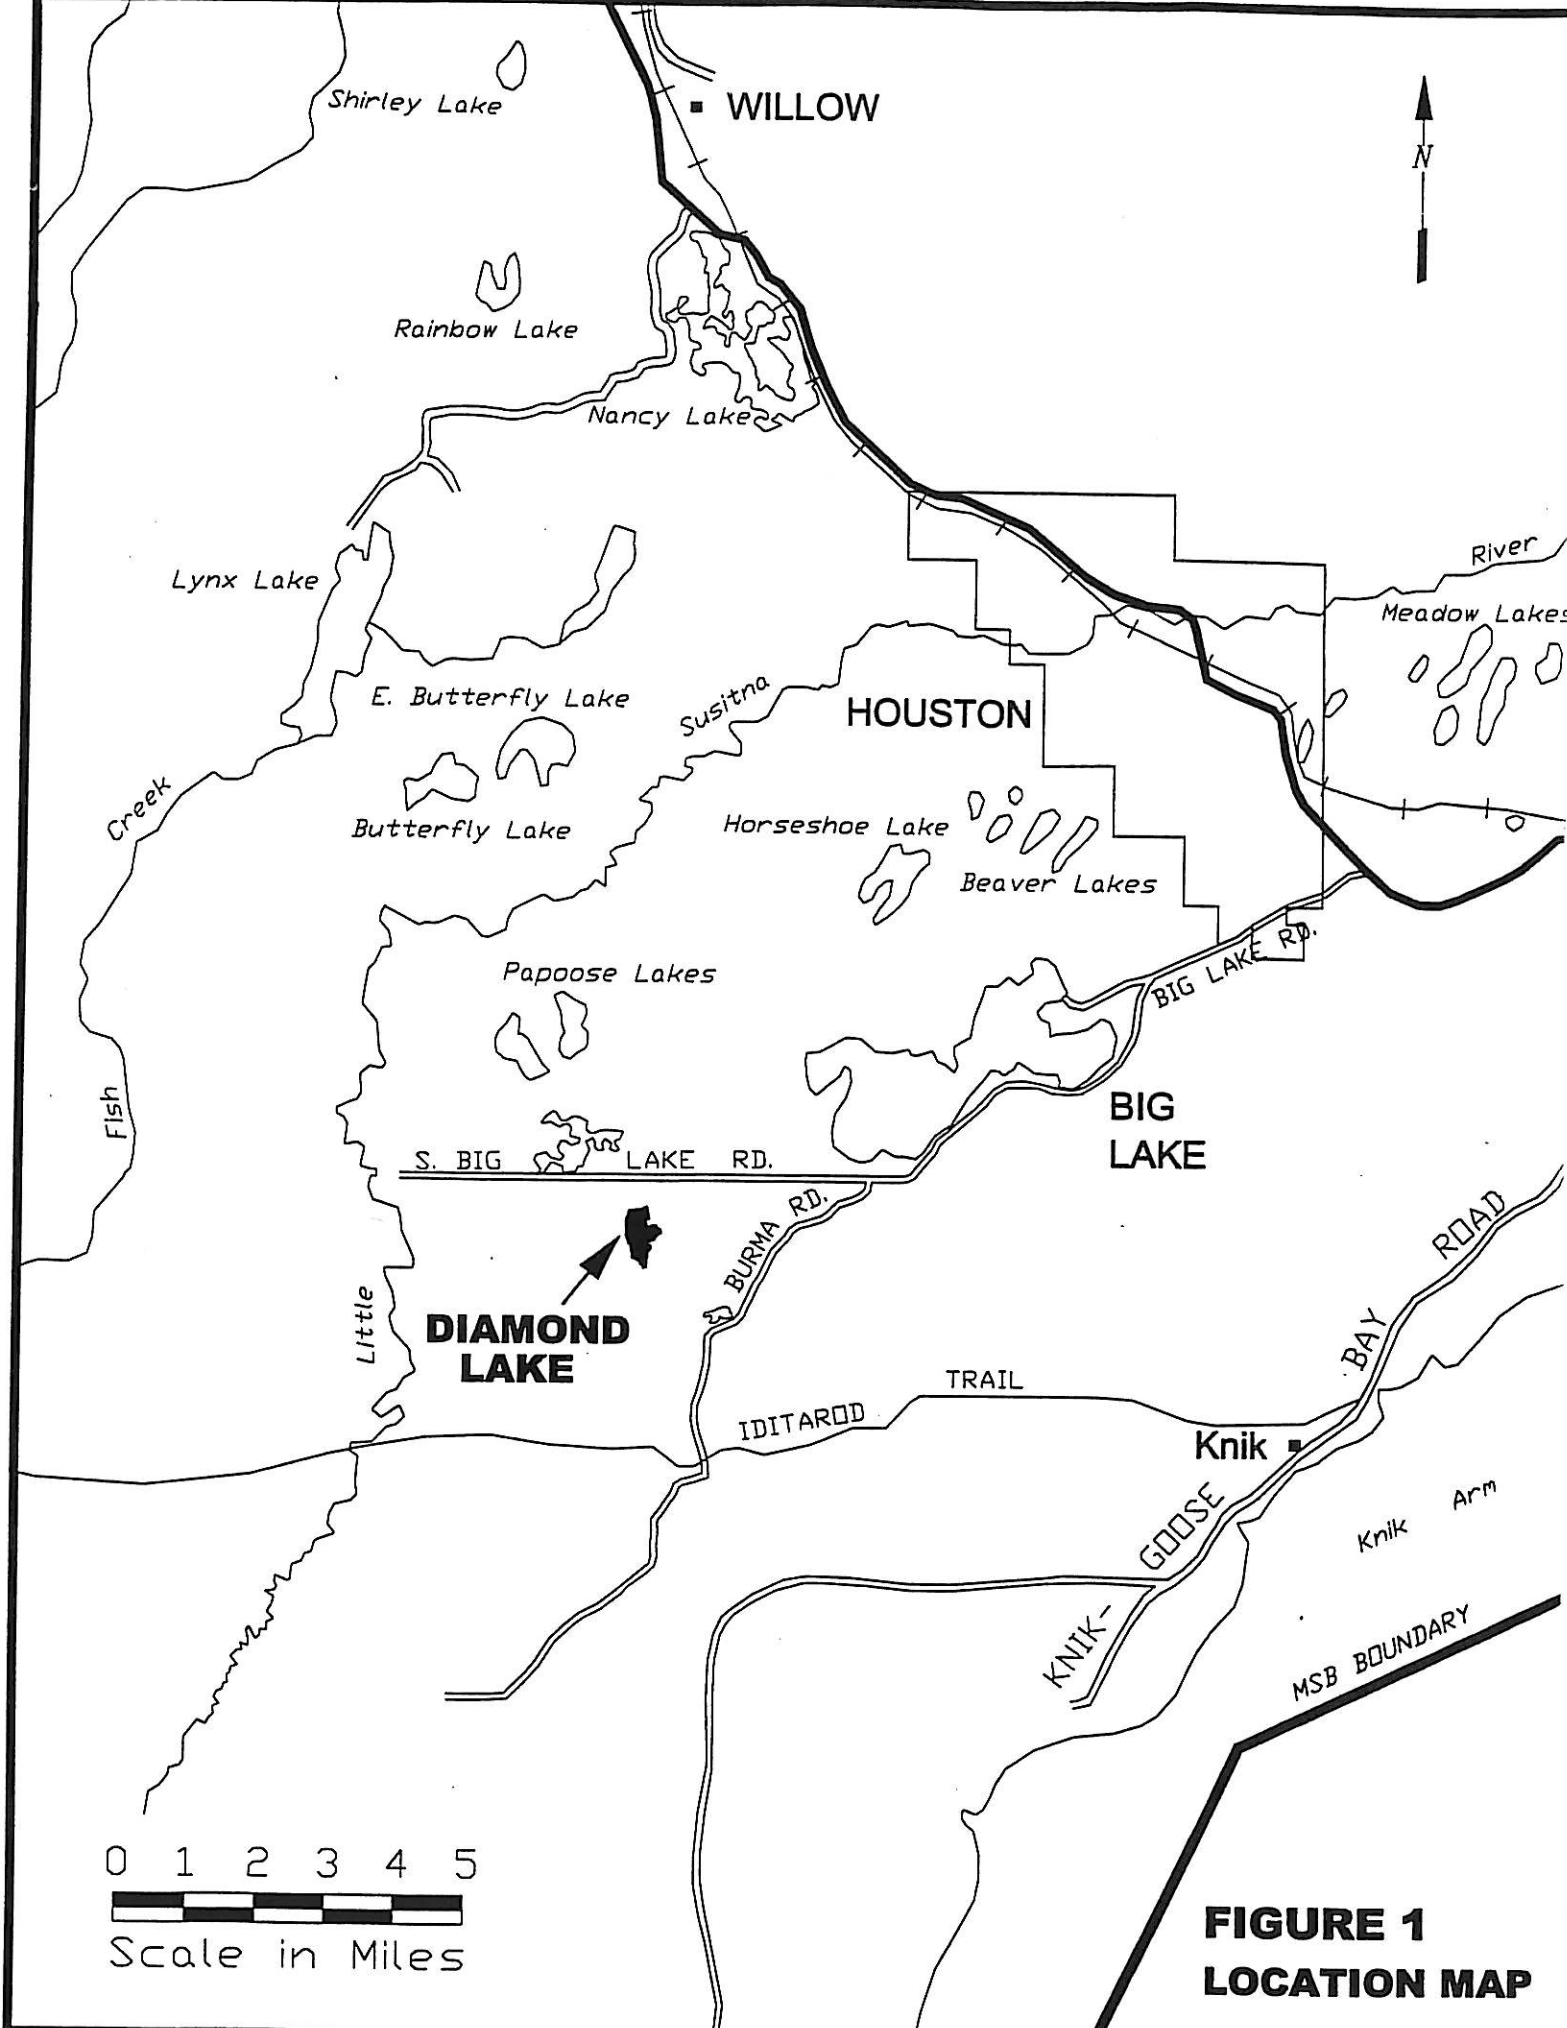 Shirley Lake
WILLOW
N
Rainbow Lake
Nancy Lake
River
Lynx Lake
Meadow Lakes
E. Butterfly Lake
Susitna
HOUSTON
Creek
Butterfly Lake
Horseshoe Lake
Beaver Lakes
BIG LAKE RD.
Papoose Lakes
Fish
BIG
LAKE
S. BIG LAKE RD.
BURMA RD.
Little
DIAMOND
LAKE
IDITAROD TRAIL
Knik
KNIK-GOOSE BAY ROAD
Knik Arm
MSB BOUNDARY
0 1 2 3 4 5
Scale in Miles
FIGURE 1
LOCATION MAP